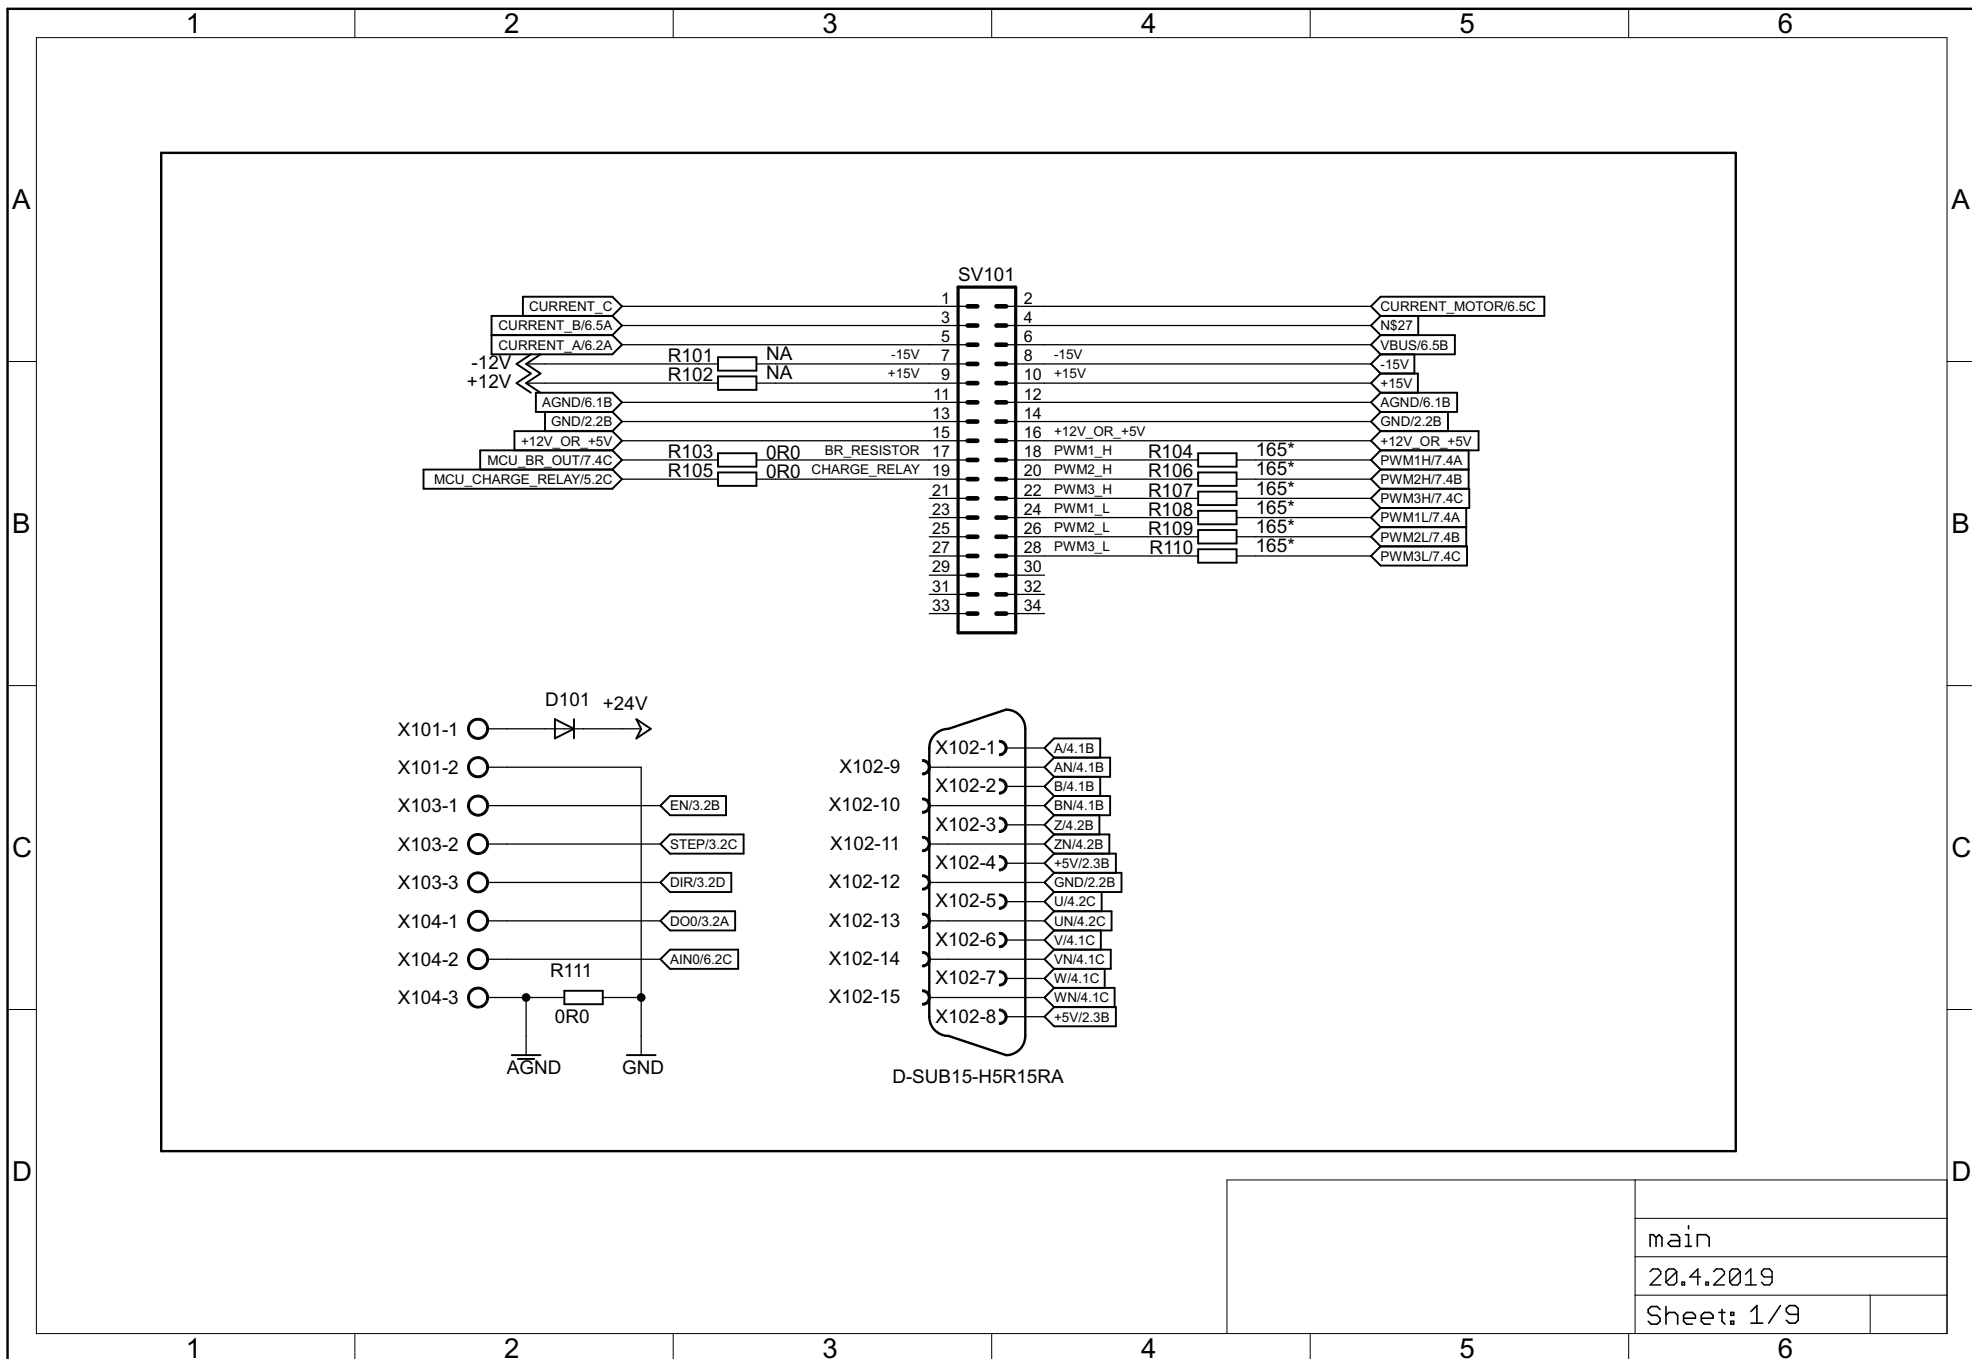 1 2 3 4 5 6
A A
SV101
CURRENT_C 1 2 CURRENT_MOTOR/6.5C
CURRENT_B/6.5A 3 4 N$27
CURRENT_A/6.2A 5 6 VBUS/6.5B
-12V R101 NA -15V 7 8 -15V -15V
+12V R102 NA +15V 9 10 +15V +15V
AGND/6.1B 11 12 AGND/6.1B
GND/2.2B 13 14 GND/2.2B
+12V_OR_+5V 15 16 +12V_OR_+5V +12V_OR_+5V
MCU_BR_OUT/7.4C R103 0R0 BR_RESISTOR 17 18 PWM1_H R104 165* PWM1H/7.4A
MCU_CHARGE_RELAY/5.2C R105 0R0 CHARGE_RELAY 19 20 PWM2_H R106 165* PWM2H/7.4B
21 22 PWM3_H R107 165* PWM3H/7.4C
23 24 PWM1_L R108 165* PWM1L/7.4A
B B
25 26 PWM2_L R109 165* PWM2L/7.4B
27 28 PWM3_L R110 165* PWM3L/7.4C
29 30
31 32
33 34
D101 +24V
X101-1
X101-2
X103-1 EN/3.2B
X103-2 STEP/3.2C
X103-3 DIR/3.2D
X104-1 DO0/3.2A
X104-2 AIN0/6.2C
R111
X104-3
0R0
AGND GND
X102-1 A/4.1B
X102-9 AN/4.1B
X102-2 B/4.1B
X102-10 BN/4.1B
X102-3 Z/4.2B
X102-11 ZN/4.2B
X102-4 +5V/2.3B
X102-12 GND/2.2B
X102-5 U/4.2C
X102-13 UN/4.2C
X102-6 V/4.1C
X102-14 VN/4.1C
X102-7 W/4.1C
X102-15 WN/4.1C
X102-8 +5V/2.3B
D-SUB15-H5R15RA
C C
D D
main
20.4.2019
Sheet: 1/9
1 2 3 4 5 6